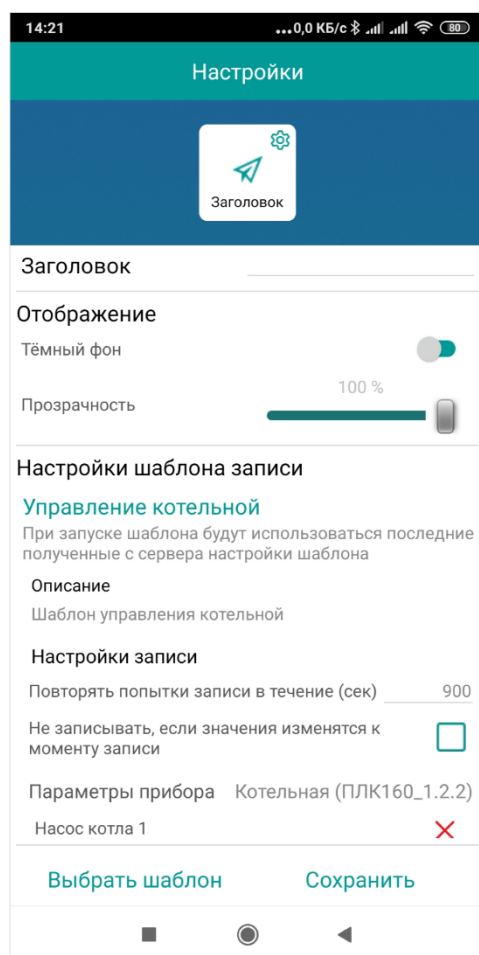 14:21 ...0,0 КБ/с 80
Настройки
Заголовок
Заголовок
Отображение
Тёмный фон
100 %
Прозрачность
Настройки шаблона записи
Управление котельной
При запуске шаблона будут использоваться последние
полученные с сервера настройки шаблона
Описание
Шаблон управления котельной
Настройки записи
Повторять попытки записи в течение (сек) 900
Не записывать, если значения изменятся к
моменту записи
Параметры прибора Котельная (ПЛК160_1.2.2)
Насос котла 1
Выбрать шаблон Сохранить